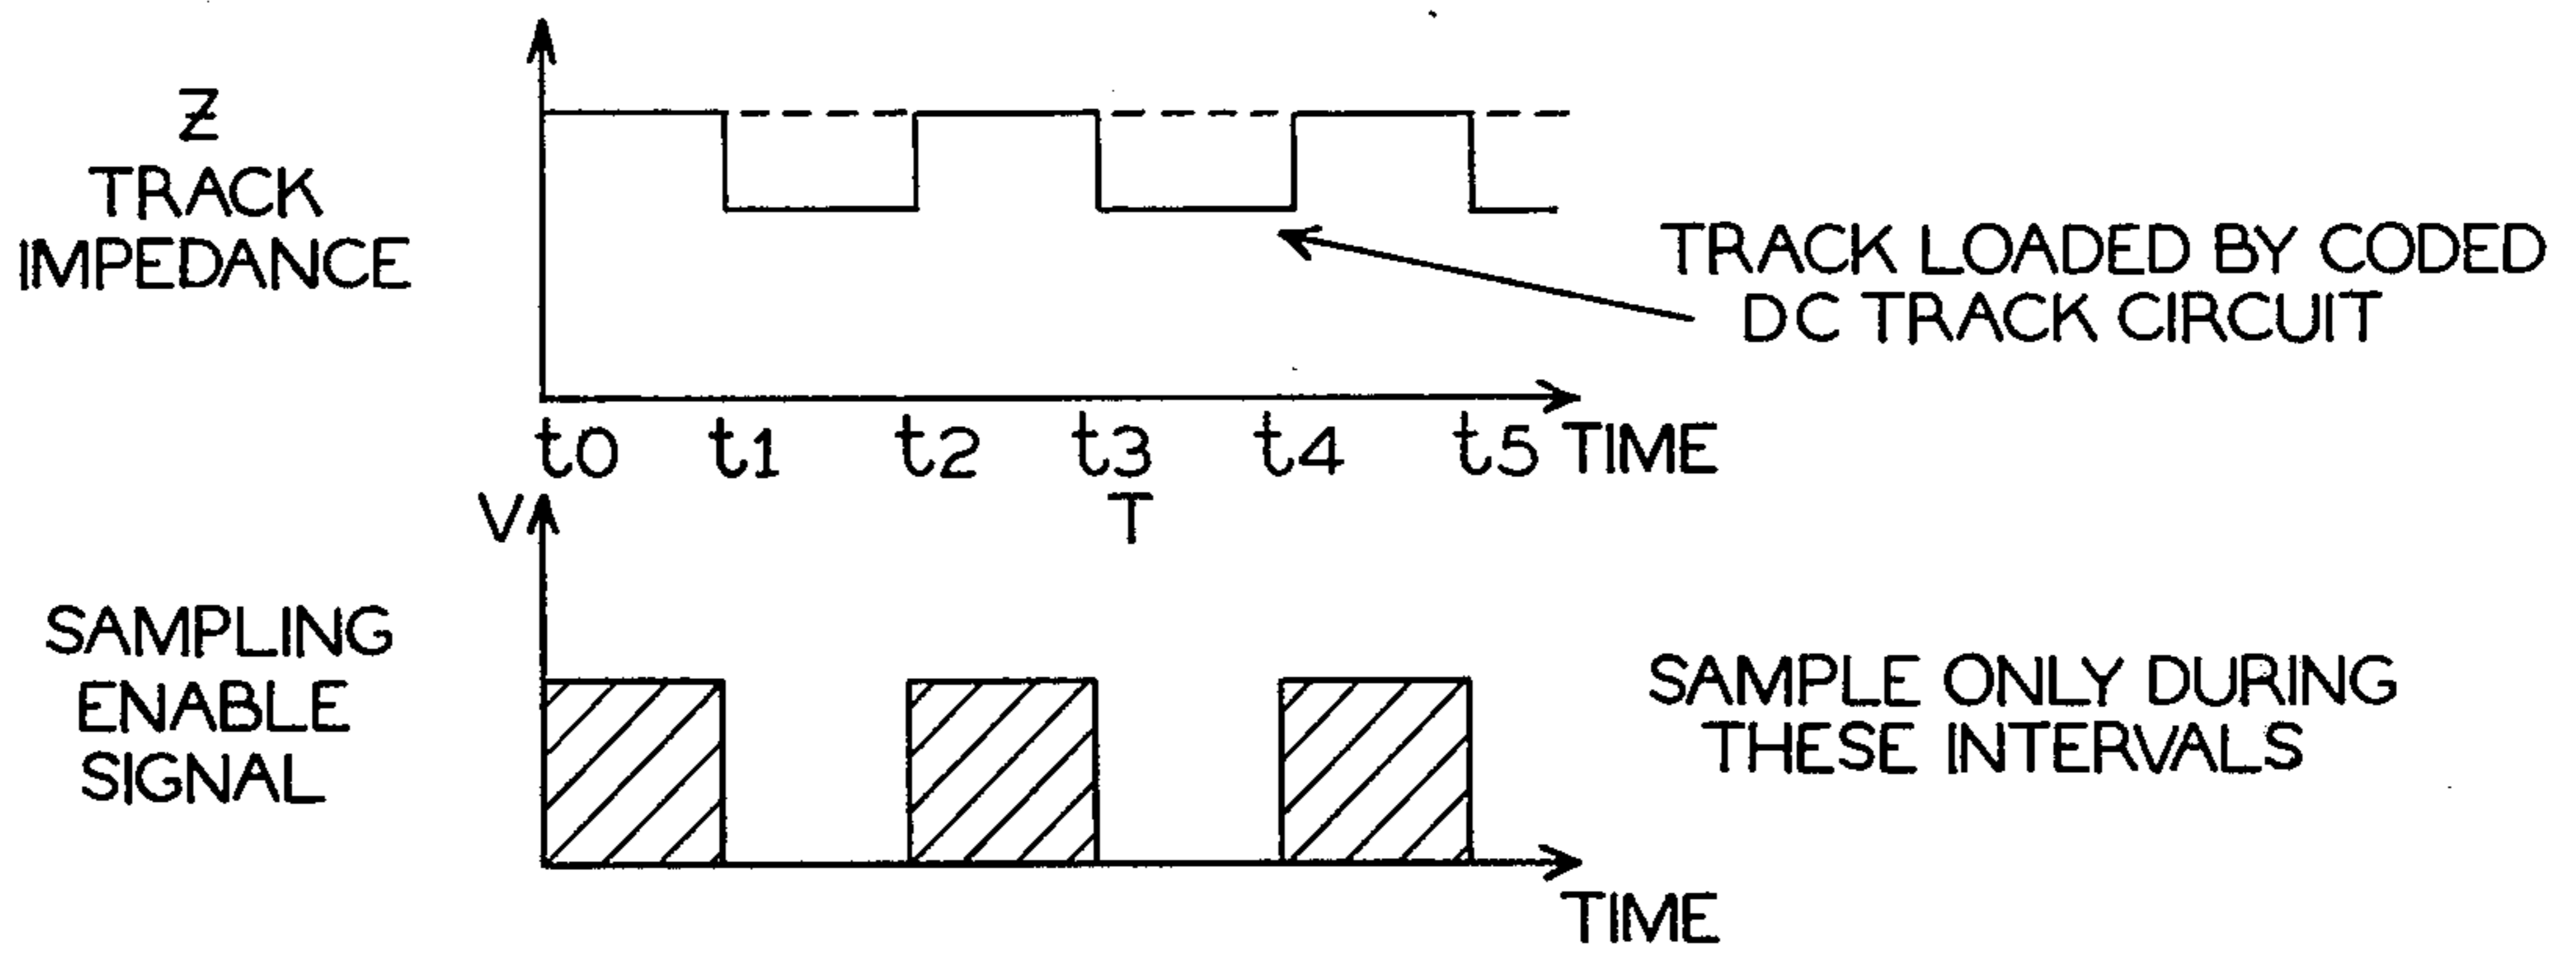 Z
TRACK
IMPEDANCE
TRACK LOADED BY CODED
DC TRACK CIRCUIT
t0 t1 t2 t3 t4 t5 TIME
V T
SAMPLING
ENABLE
SIGNAL
SAMPLE ONLY DURING
THESE INTERVALS
TIME